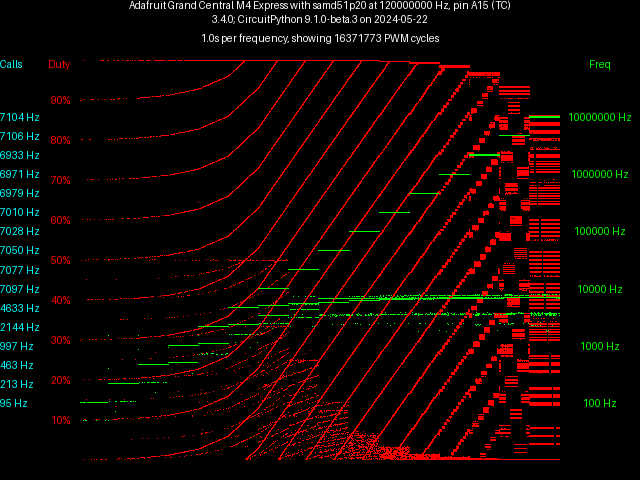 Adafruit Grand Central M4 Express with samd51p20 at 120000000 Hz, pin A15 (TC)
3.4.0; CircuitPython 9.1.0-beta.3 on 2024-05-22
1.0s per frequency, showing 16371773 PWM cycles
Calls Duty Freq
90%
7104 Hz 10000000 Hz
7106 Hz 80%
6933 Hz
6971 Hz 70% 1000000 Hz
6979 Hz
7010 Hz 60%
7028 Hz 100000 Hz
7050 Hz 50%
7077 Hz
7097 Hz 40% 10000 Hz
4633 Hz
2144 Hz 30%
997 Hz 1000 Hz
463 Hz
213 Hz 20%
95 Hz 100 Hz
10%